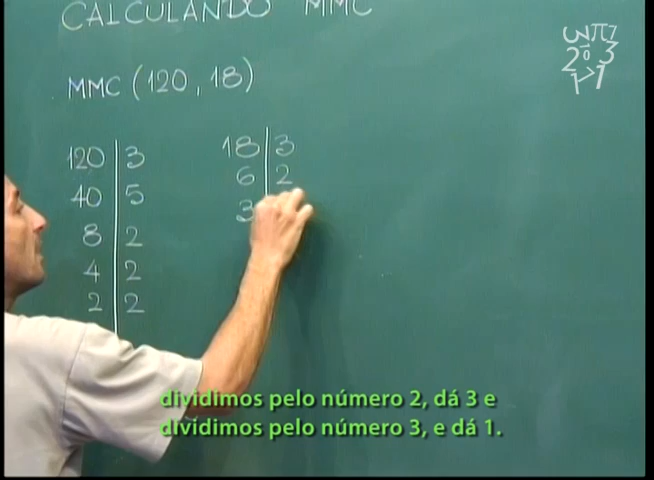 CALCULANDO MMC
MMC (120, 18)
120 3
40 5
8 2
4 2
2 2
18 3
6 2
3
dividimos pelo número 2, dá 3 e
dividimos pelo número 3, e dá 1.